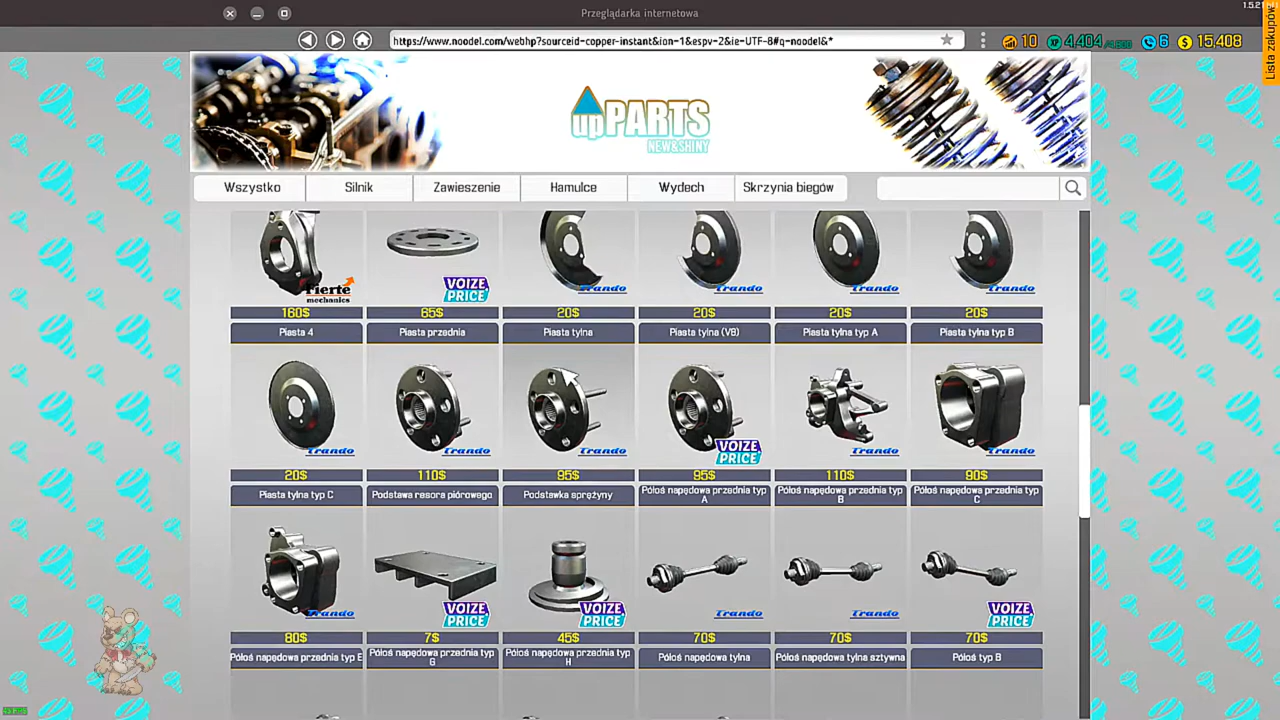 Przeglądarka internetowa
1.5.21
https://www.noodel.com/webhp?sourceid-copper-instant&ion-1&espv-2&ie-UTF-8#q-noodel&*
10
4,404
6
15,408
Lista zakupów
upPARTS
NEW&SHINY
Wszystko
Silnik
Zawieszenie
Hamulce
Wydech
Skrzynia biegów
Fierte
mechanics
VOIZE
PRICE
Trando
Trando
Trando
Trando
160$
65$
20$
20$
20$
20$
Piasta 4
Piasta przednia
Piasta tylna
Piasta tylna (V8)
Piasta tylna typ A
Piasta tylna typ B
Trando
Trando
Trando
VOIZE
PRICE
Trando
Trando
20$
110$
95$
95$
110$
90$
Piasta tylna typ C
Podstawa resora piórowego
Podstawka sprężyny
Półoś napędowa przednia typ
A
Półoś napędowa przednia typ
B
Półoś napędowa przednia typ
C
Trando
VOIZE
PRICE
VOIZE
PRICE
Trando
Trando
VOIZE
PRICE
80$
7$
45$
70$
70$
70$
Półoś napędowa przednia typ E
Półoś napędowa przednia typ
G
Półoś napędowa przednia typ
H
Półoś napędowa tylna
Półoś napędowa tylna sztywna
Półoś typ B